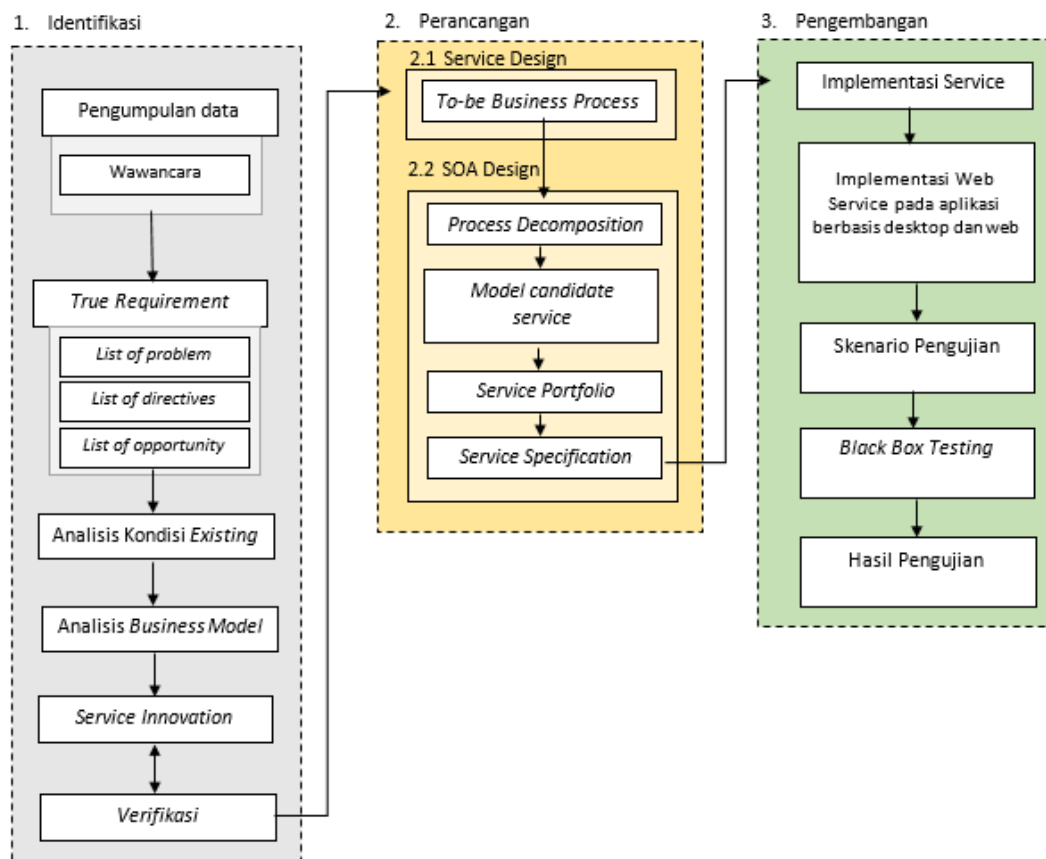 1. Identifikasi
Pengumpulan data
Wawancara
True Requirement
List of problem
List of directives
List of opportunity
Analisis Kondisi Existing
Analisis Business Model
Service Innovation
Verifikasi
2. Perancangan
2.1 Service Design
To-be Business Process
2.2 SOA Design
Process Decomposition
Model candidate
service
Service Portfolio
Service Specification
3. Pengembangan
Implementasi Service
Implementasi Web
Service pada aplikasi
berbasis desktop dan web
Skenario Pengujian
Black Box Testing
Hasil Pengujian